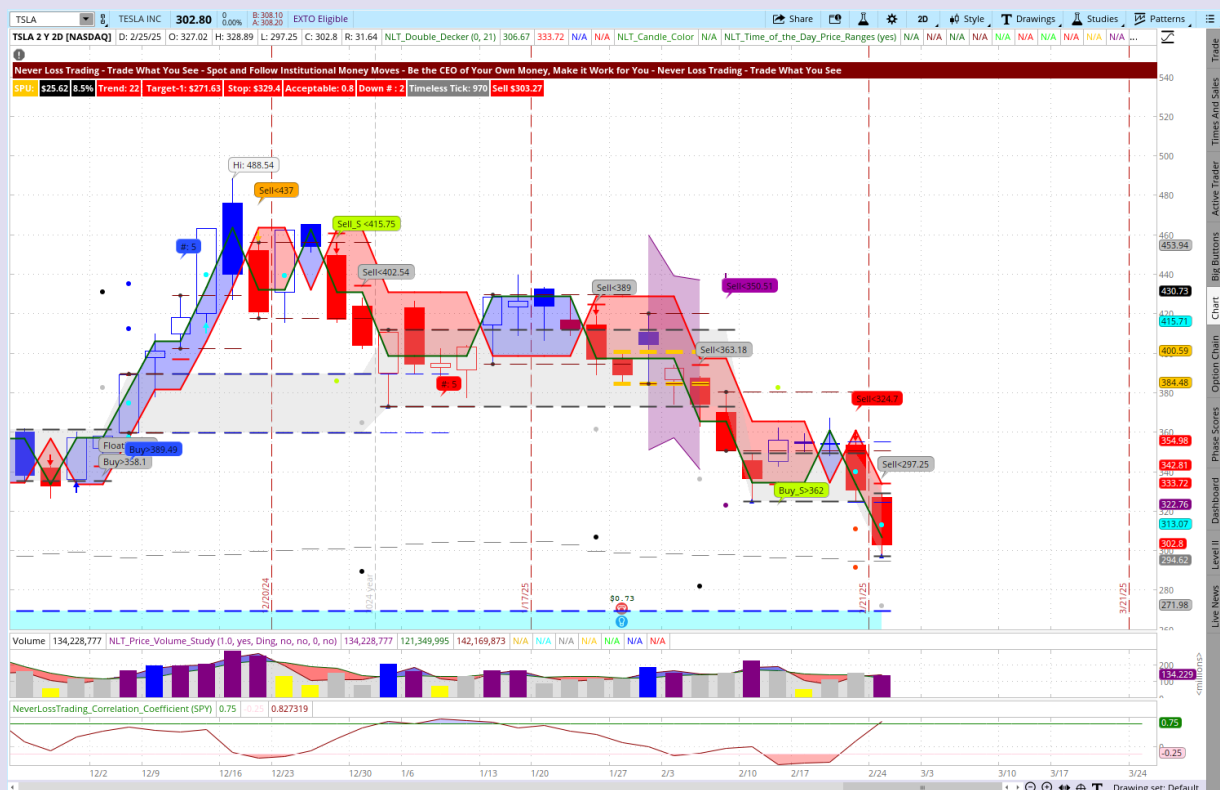 TSLA TESLA INC 302.80 0 0.00% B: 308.10 A: 308.20 EXTO Eligible Share 2D Style Drawings Studies Patterns
TSLA 2 Y 2D [NASDAQ] D: 2/25/25 O: 327.02 H: 328.89 L: 297.25 C: 302.8 R: 31.64 NLT_Double_Decker (0, 21) 306.67 333.72 N/A N/A NLT_Candle_Color N/A NLT_Time_of_the_Day_Price_Ranges (yes) N/A N/A N/A N/A N/A N/A N/A N/A N/A ...
Never Loss Trading - Trade What You See - Spot and Follow Institutional Money Moves - Be the CEO of Your Own Money, Make it Work for You - Never Loss Trading - Trade What You See
SPU: $25.62 8.5% Trend: 22 Target-1: $271.63 Stop: $329.4 Acceptable: 0.8 Down # : 2 Timeless Tick: 970 Sell $303.27
540
520
500
Hi: 488.54
480
Sell<437
460
Sell_S <415.75
#: 5
453.94
Sell<402.54
440
Sell<389
Sell<350.51
430.73
415.71
400.59
Sell<363.18
384.48
#: 5
380
Sell<324.7
360
354.98
Float
Buy>389.49
Buy>358.1
Sell<297.25
342.81
340
333.72
Buy_S>362
322.76
320
313.07
302.8
300
294.62
280
271.98
260
12/20/24
2024 year
1/17/25
2/21/25
3/21/25
$0.73
Volume 134,228,777 NLT_Price_Volume_Study (1.0, yes, Ding, no, no, 0, no) 134,228,777 121,349,995 142,169,873 N/A N/A N/A N/A N/A N/A N/A
200
134.229
100
0
<millions>
NeverLossTrading_Correlation_Coefficient (SPY) 0.75 -0.25 0.827319
0.75
0
-0.25
12/2 12/9 12/16 12/23 12/30 1/6 1/13 1/20 1/27 2/3 2/10 2/17 2/24 3/3 3/10 3/17 3/24
Drawing set: Default
Trade
Times And Sales
Active Trader
Big Buttons
Chart
Option Chain
Phase Scores
Dashboard
Level II
Live News